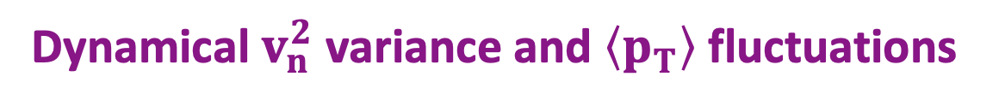 Dynamical v_n^2 variance and ⟨p_T⟩ fluctuations